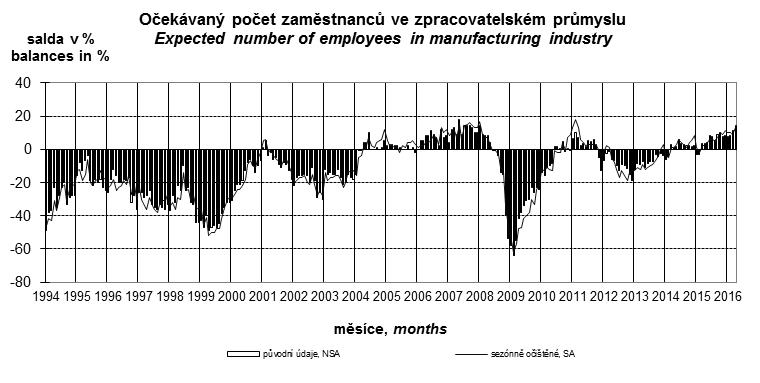 Očekávaný počet zaměstnanců ve zpracovatelském průmyslu
Expected number of employees in manufacturing industry
salda v %
balances in %
40
20
0
-20
-40
-60
-80
1994 1995 1996 1997 1998 1999 2000 2001 2002 2003 2004 2005 2006 2007 2008 2009 2010 2011 2012 2013 2014 2015 2016
měsíce, months
původní údaje, NSA
sezónně očištěné, SA